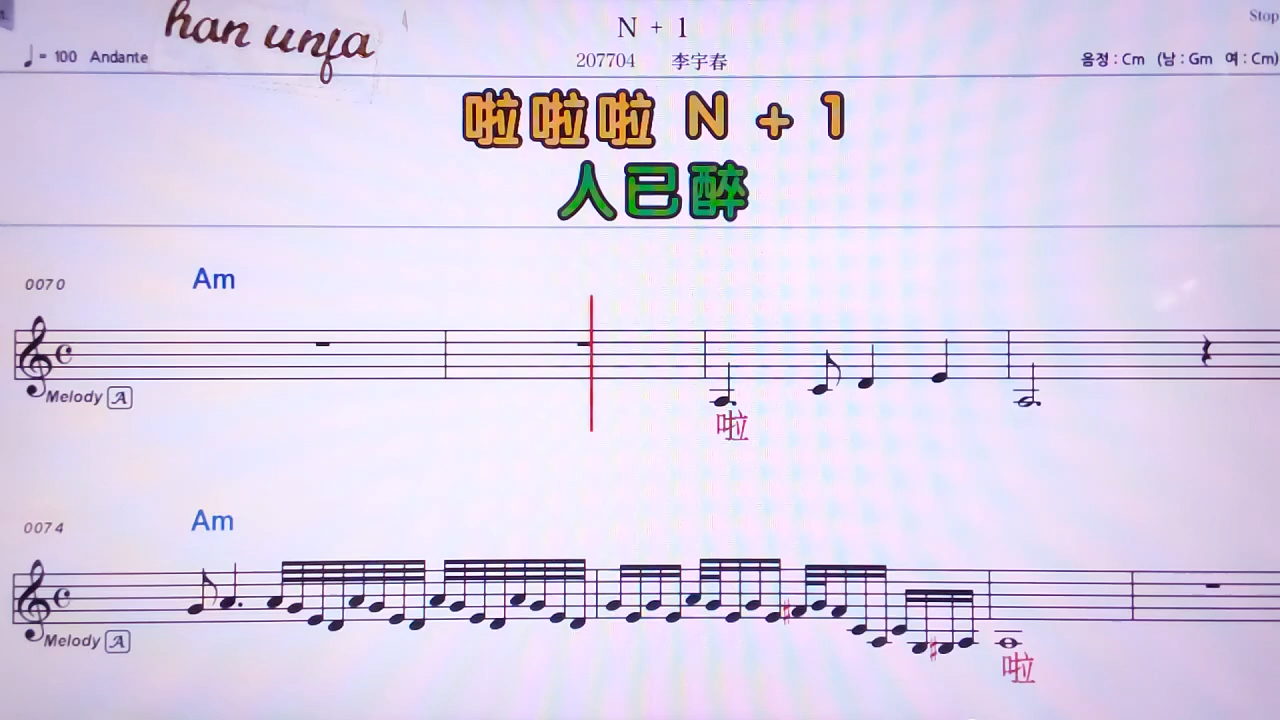 han unja
N + 1
Stop
♩ = 100 Andante
207704 李宇春
음정 : Cm (남 : Gm 여 : Cm)
啦啦啦 N + 1
人已醉
0070
Am
Melody A
啦
0074
Am
Melody A
啦